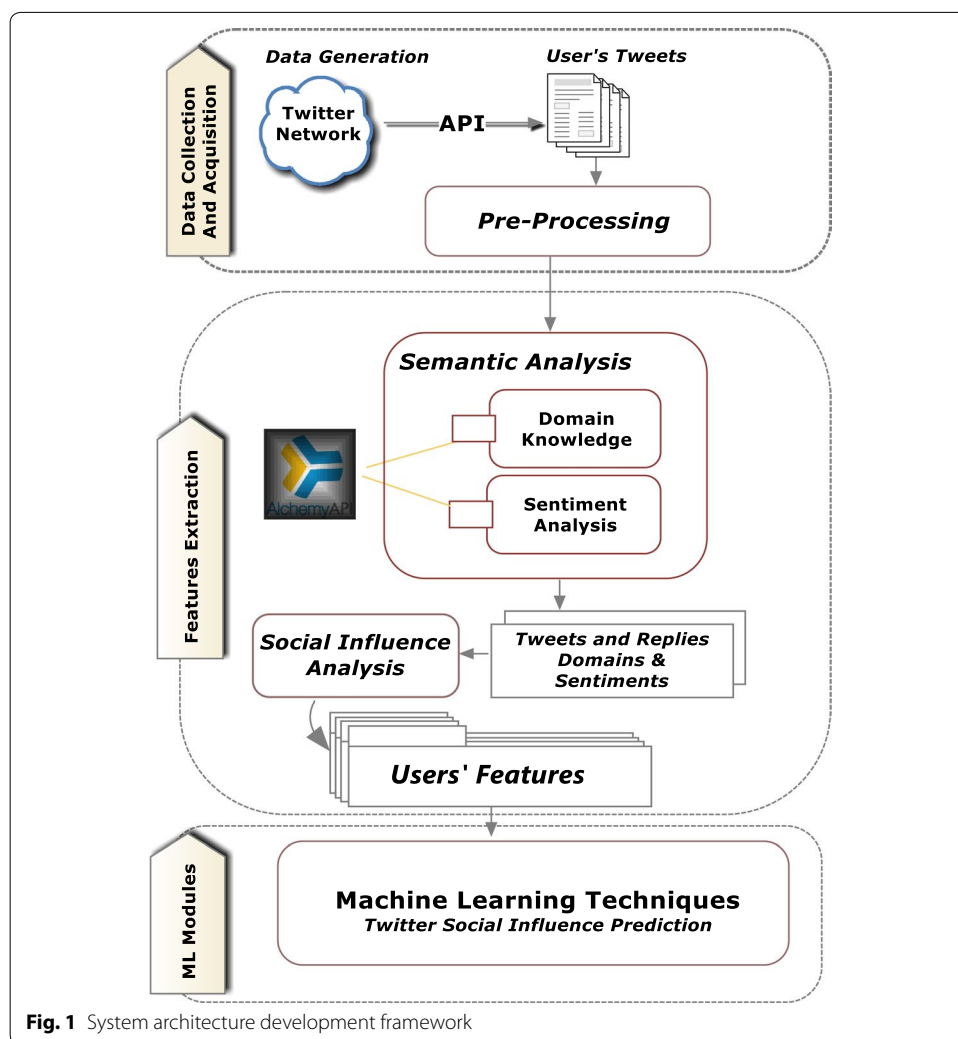 Data Collection
And Acquisition
Data Generation
User's Tweets
Twitter
Network
API
Pre-Processing
Features Extraction
Semantic Analysis
Domain
Knowledge
AlchemyAPI
Sentiment
Analysis
Social Influence
Analysis
Tweets and Replies
Domains &
Sentiments
Users' Features
ML Modules
Machine Learning Techniques
Twitter Social Influence Prediction
Fig. 1 System architecture development framework